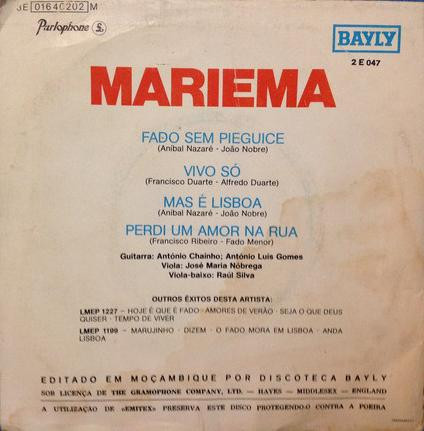 JE 01640202 M
Parlophone
BAYLY
2 E 047
MARIEMA
FADO SEM PIEGUICE
(Aníbal Nazaré - João Nobre)
VIVO SÓ
(Francisco Duarte - Alfredo Duarte)
MAS É LISBOA
(Aníbal Nazaré - João Nobre)
PERDI UM AMOR NA RUA
(Francisco Ribeiro - Fado Menor)
Guitarra: António Chainho; António Luis Gomes
Viola: José Maria Nóbrega
Viola-baixo: Raúl Silva
OUTROS ÊXITOS DESTA ARTISTA:
LMEP 1227 – HOJE É QUE É FADO · AMORES DE VERÃO · SEJA O QUE DEUS
QUISER · TEMPO DE VIVER
LMEP 1199 – MARUJINHO · DIZEM · O FADO MORA EM LISBOA · ANDA
LISBOA
EDITADO EM MOÇAMBIQUE POR DISCOTECA BAYLY
SOB LICENÇA DE THE GRAMOPHONE COMPANY, LTD. — HAYES — MIDDLESEX — ENGLAND
A UTILIZAÇÃO DE «EMITEX» PRESERVA ESTE DISCO PROTEGENDO-O CONTRA A POEIRA